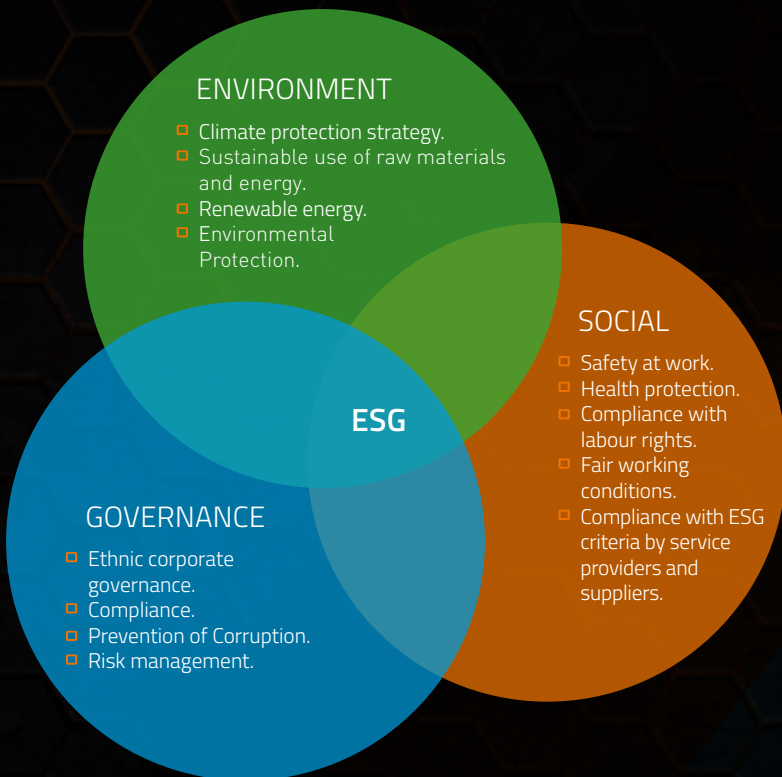 ENVIRONMENT
Climate protection strategy.
Sustainable use of raw materials
and energy.
Renewable energy.
Environmental
Protection.
SOCIAL
Safety at work.
Health protection.
Compliance with
labour rights.
Fair working
conditions.
Compliance with ESG
criteria by service
providers and
suppliers.
ESG
GOVERNANCE
Ethnic corporate
governance.
Compliance.
Prevention of Corruption.
Risk management.